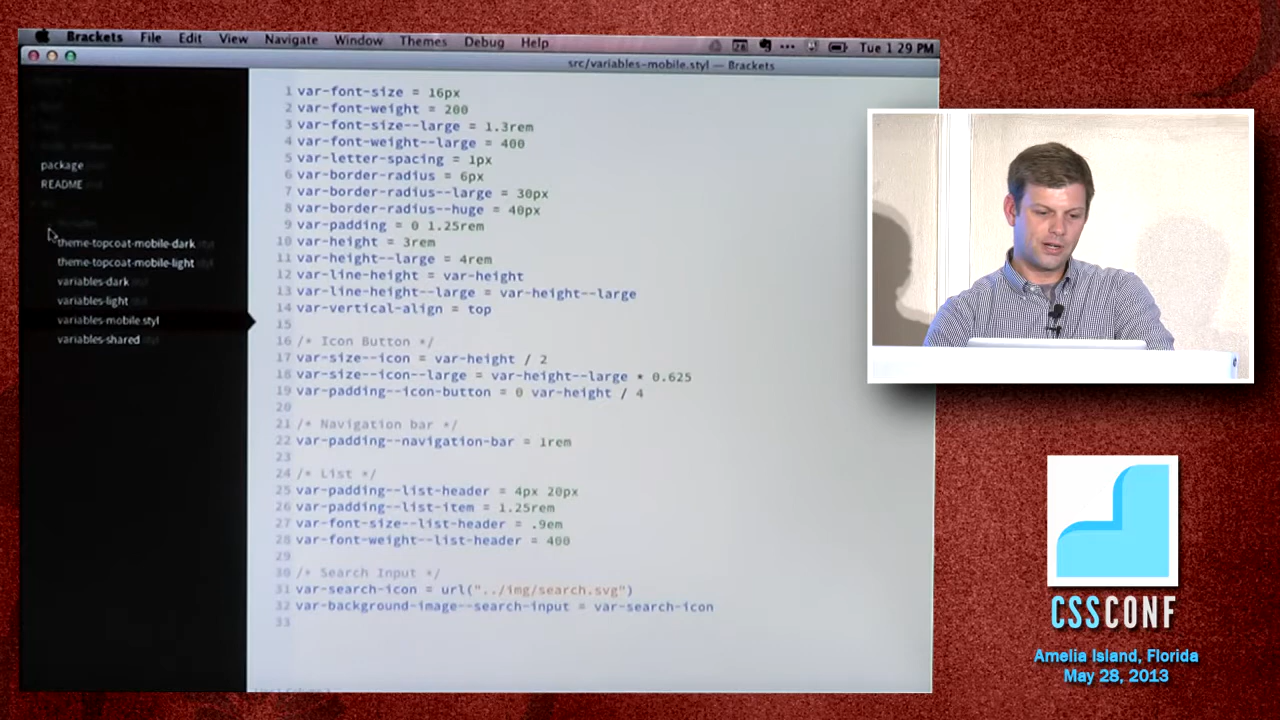 Brackets File Edit View Navigate Window Themes Debug Help Tue 1 29 PM
src/variables-mobile.styl — Brackets
package
README
theme-topcoat-mobile-dark
theme-topcoat-mobile-light
variables-dark
variables-light
variables-mobile.styl
variables-shared
1 var-font-size = 16px
2 var-font-weight = 200
3 var-font-size--large = 1.3rem
4 var-font-weight--large = 400
5 var-letter-spacing = 1px
6 var-border-radius = 6px
7 var-border-radius--large = 30px
8 var-border-radius--huge = 40px
9 var-padding = 0 1.25rem
10 var-height = 3rem
11 var-height--large = 4rem
12 var-line-height = var-height
13 var-line-height--large = var-height--large
14 var-vertical-align = top
15
16 /* Icon Button */
17 var-size--icon = var-height / 2
18 var-size--icon--large = var-height--large * 0.625
19 var-padding--icon-button = 0 var-height / 4
20
21 /* Navigation bar */
22 var-padding--navigation-bar = 1rem
23
24 /* List */
25 var-padding--list-header = 4px 20px
26 var-padding--list-item = 1.25rem
27 var-font-size--list-header = .9em
28 var-font-weight--list-header = 400
29
30 /* Search Input */
31 var-search-icon = url("../img/search.svg")
32 var-background-image--search-input = var-search-icon
33
CSSCONF
Amelia Island, Florida
May 28, 2013